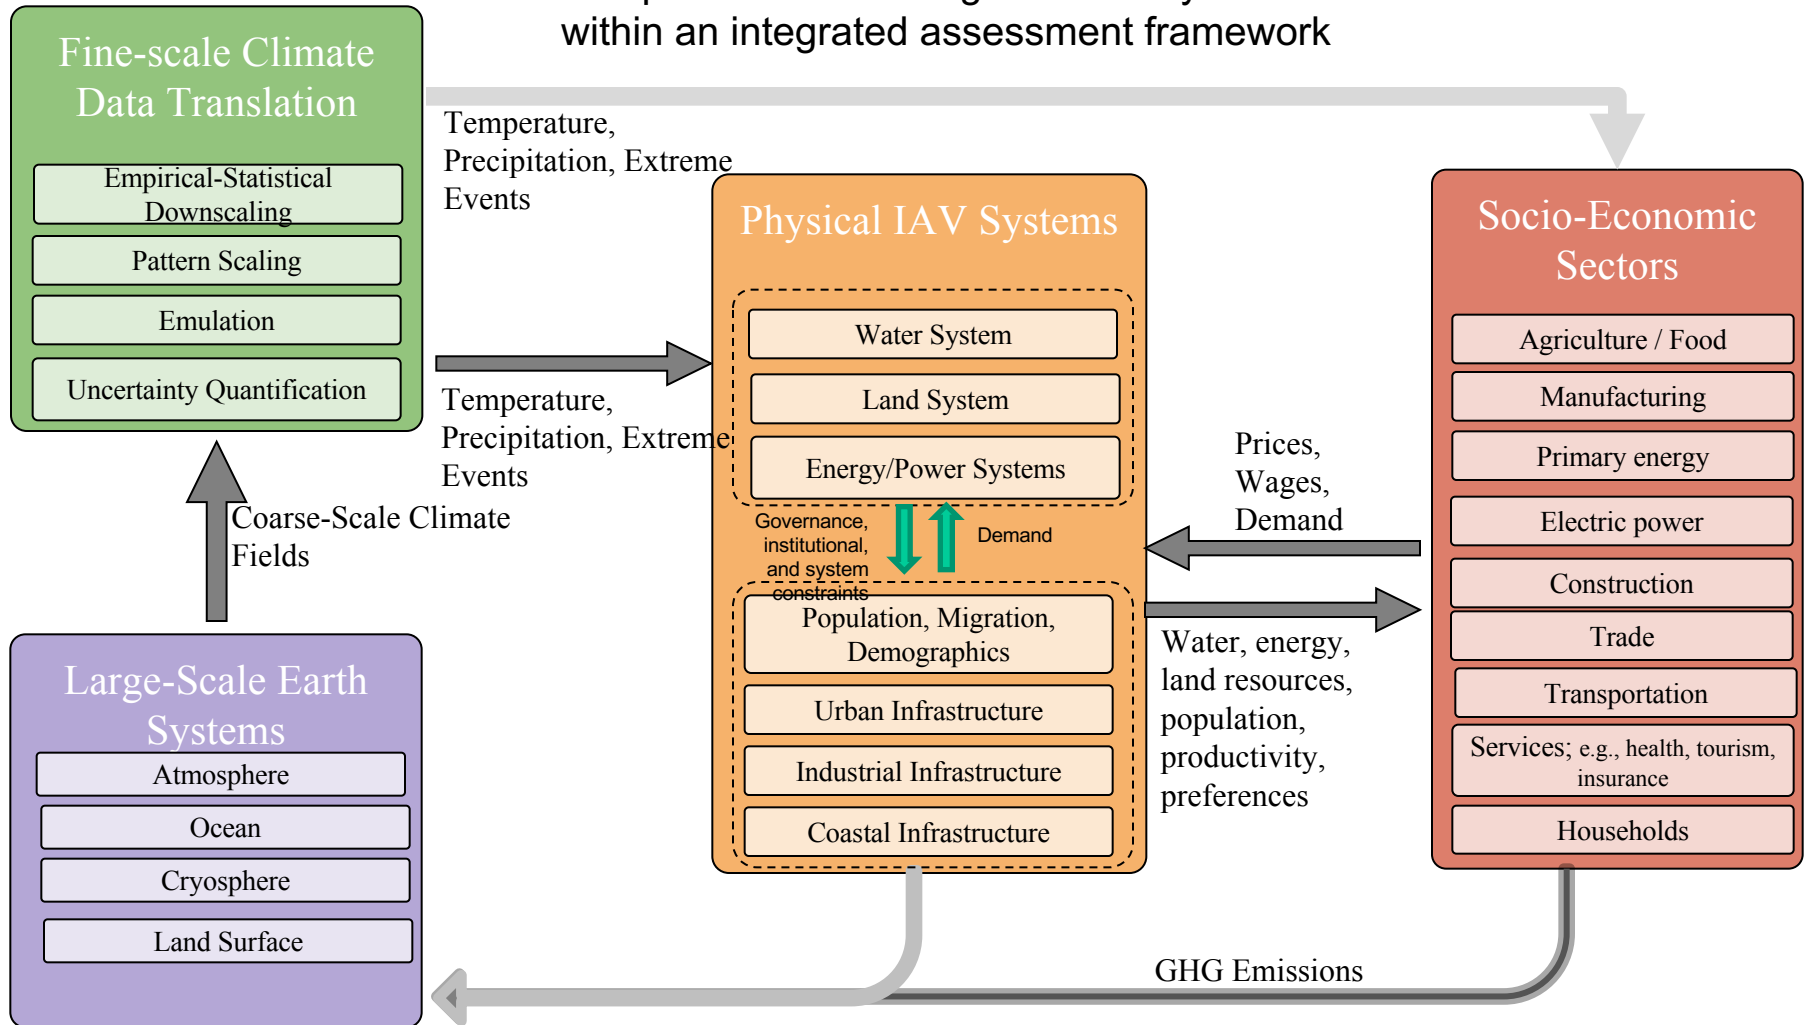 within an integrated assessment framework
Fine-scale Climate
Data Translation
Empirical-Statistical
Downscaling
Pattern Scaling
Emulation
Uncertainty Quantification
Temperature,
Precipitation, Extreme
Events
Temperature,
Precipitation, Extreme
Events
Coarse-Scale Climate
Fields
Large-Scale Earth
Systems
Atmosphere
Ocean
Cryosphere
Land Surface
Physical IAV Systems
Water System
Land System
Energy/Power Systems
Governance,
institutional,
and system
constraints
Demand
Population, Migration,
Demographics
Urban Infrastructure
Industrial Infrastructure
Coastal Infrastructure
Prices,
Wages,
Demand
Water, energy,
land resources,
population,
productivity,
preferences
Socio-Economic
Sectors
Agriculture / Food
Manufacturing
Primary energy
Electric power
Construction
Trade
Transportation
Services; e.g., health, tourism,
insurance
Households
GHG Emissions